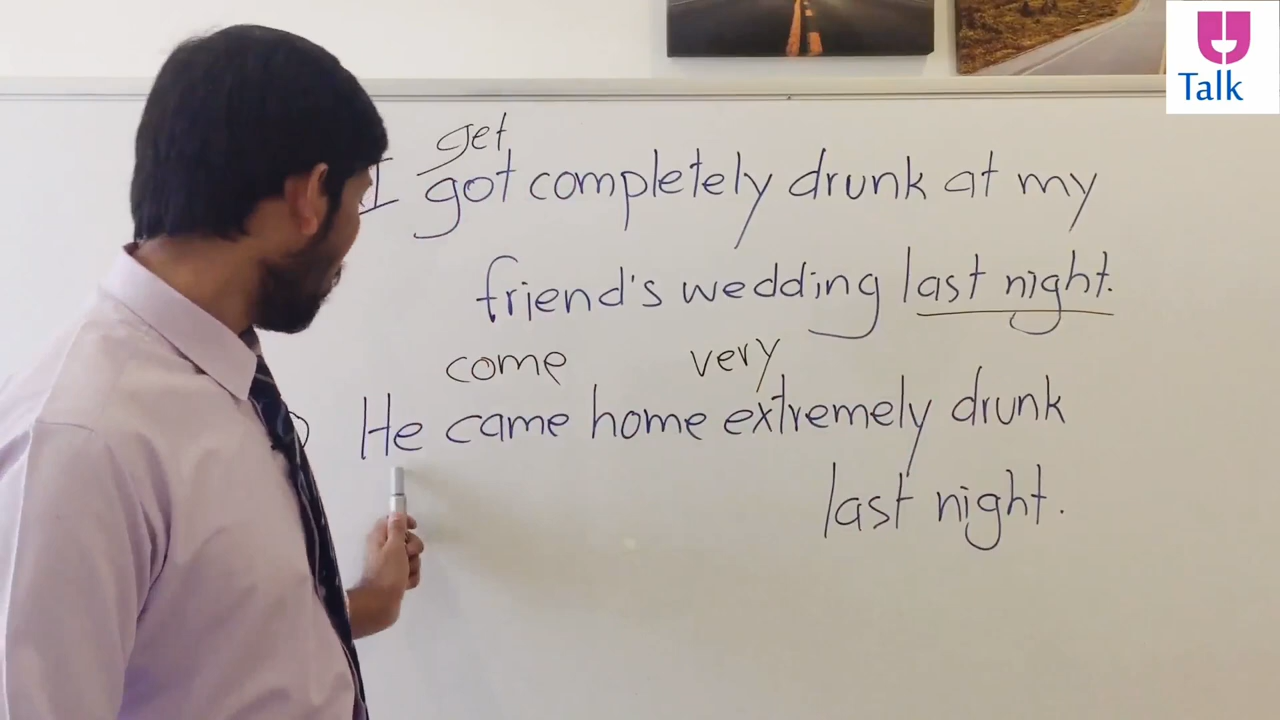 Talk
get
I got completely drunk at my
friend's wedding last night.
come very
He came home extremely drunk
last night.